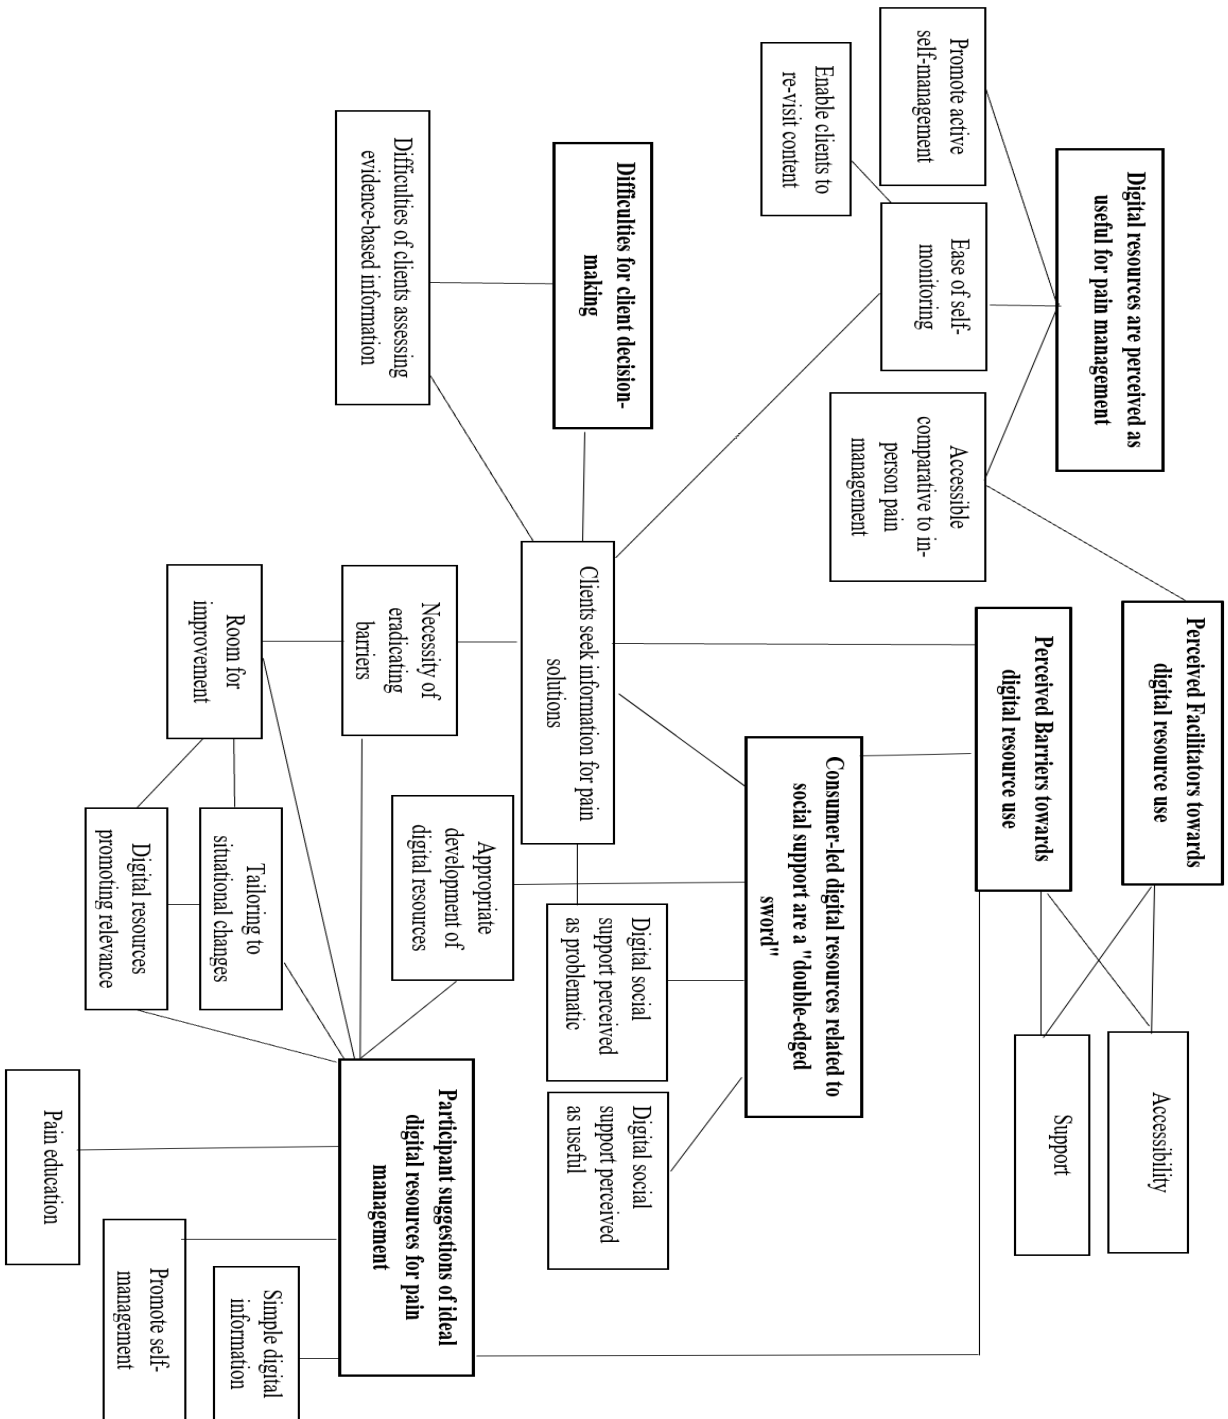 Digital resources are perceived as
useful for pain management
Perceived Facilitators towards
digital resource use
Accessibility
Support
Perceived Barriers towards
digital resource use
Promote active
self-management
Ease of self-
monitoring
Accessible
comparative to in-
person pain
management
Enable clients to
re-visit content
Consumer-led digital resources related to
social support are a "double-edged
sword"
Difficulties for client decision-
making
Clients seek information for pain
solutions
Digital social
support perceived
as problematic
Digital social
support perceived
as useful
Difficulties of clients assessing
evidence-based information
Necessity of
eradicating
barriers
Appropriate
development of
digital resources
Participant suggestions of ideal
digital resources for pain
management
Room for
improvement
Tailoring to
situational changes
Digital resources
promoting relevance
Simple digital
information
Promote self-
management
Pain education